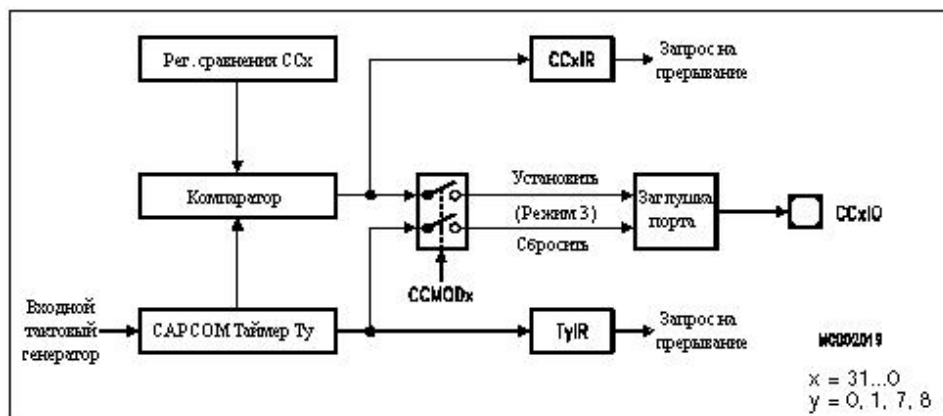 Рег. сравнения CCx
CCxIR
Запрос на
прерывание
Компаратор
Установить
(Режим 3)
Сбросить
Заглушка
порта
CCxIO
CCMODx
Входной
тактовый
генератор
CAPCOM Таймер Ty
TyIR
Запрос на
прерывание
MC002019
x = 31...0
y = 0, 1, 7, 8